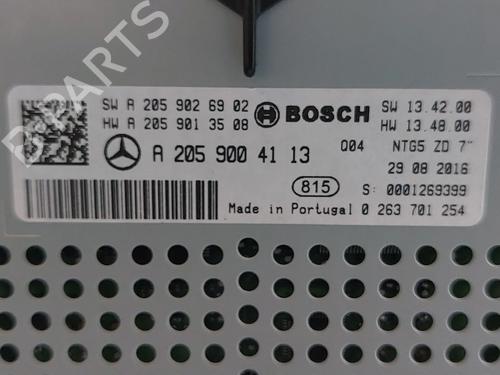 B-PARTS
SW A 205 902 69 02 BOSCH SW 13.42.00
HW A 205 901 35 08 HW 13.48.00
A 205 900 41 13 Q04 NTG5 ZD 7"
29 08 2016
815 S: 0001269399
Made in Portugal 0 263 701 254